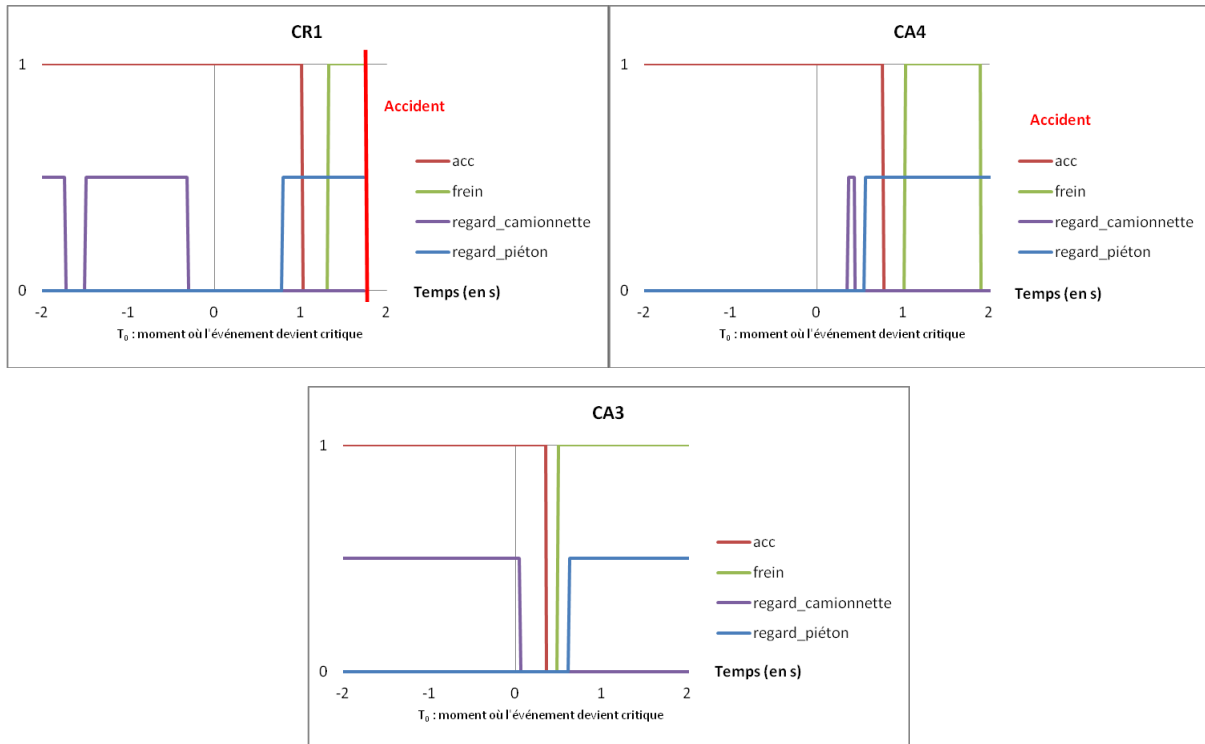 CR1
1
Accident
acc
frein
regard_camionnette
regard_piéton
0
Temps (en s)
-2 -1 0 1 2
T₀ : moment où l'événement devient critique
CA4
1
Accident
acc
frein
regard_camionnette
regard_piéton
0
Temps (en s)
-2 -1 0 1 2
T₀ : moment où l'événement devient critique
CA3
1
acc
frein
regard_camionnette
regard_piéton
0
Temps (en s)
-2 -1 0 1 2
T₀ : moment où l'événement devient critique